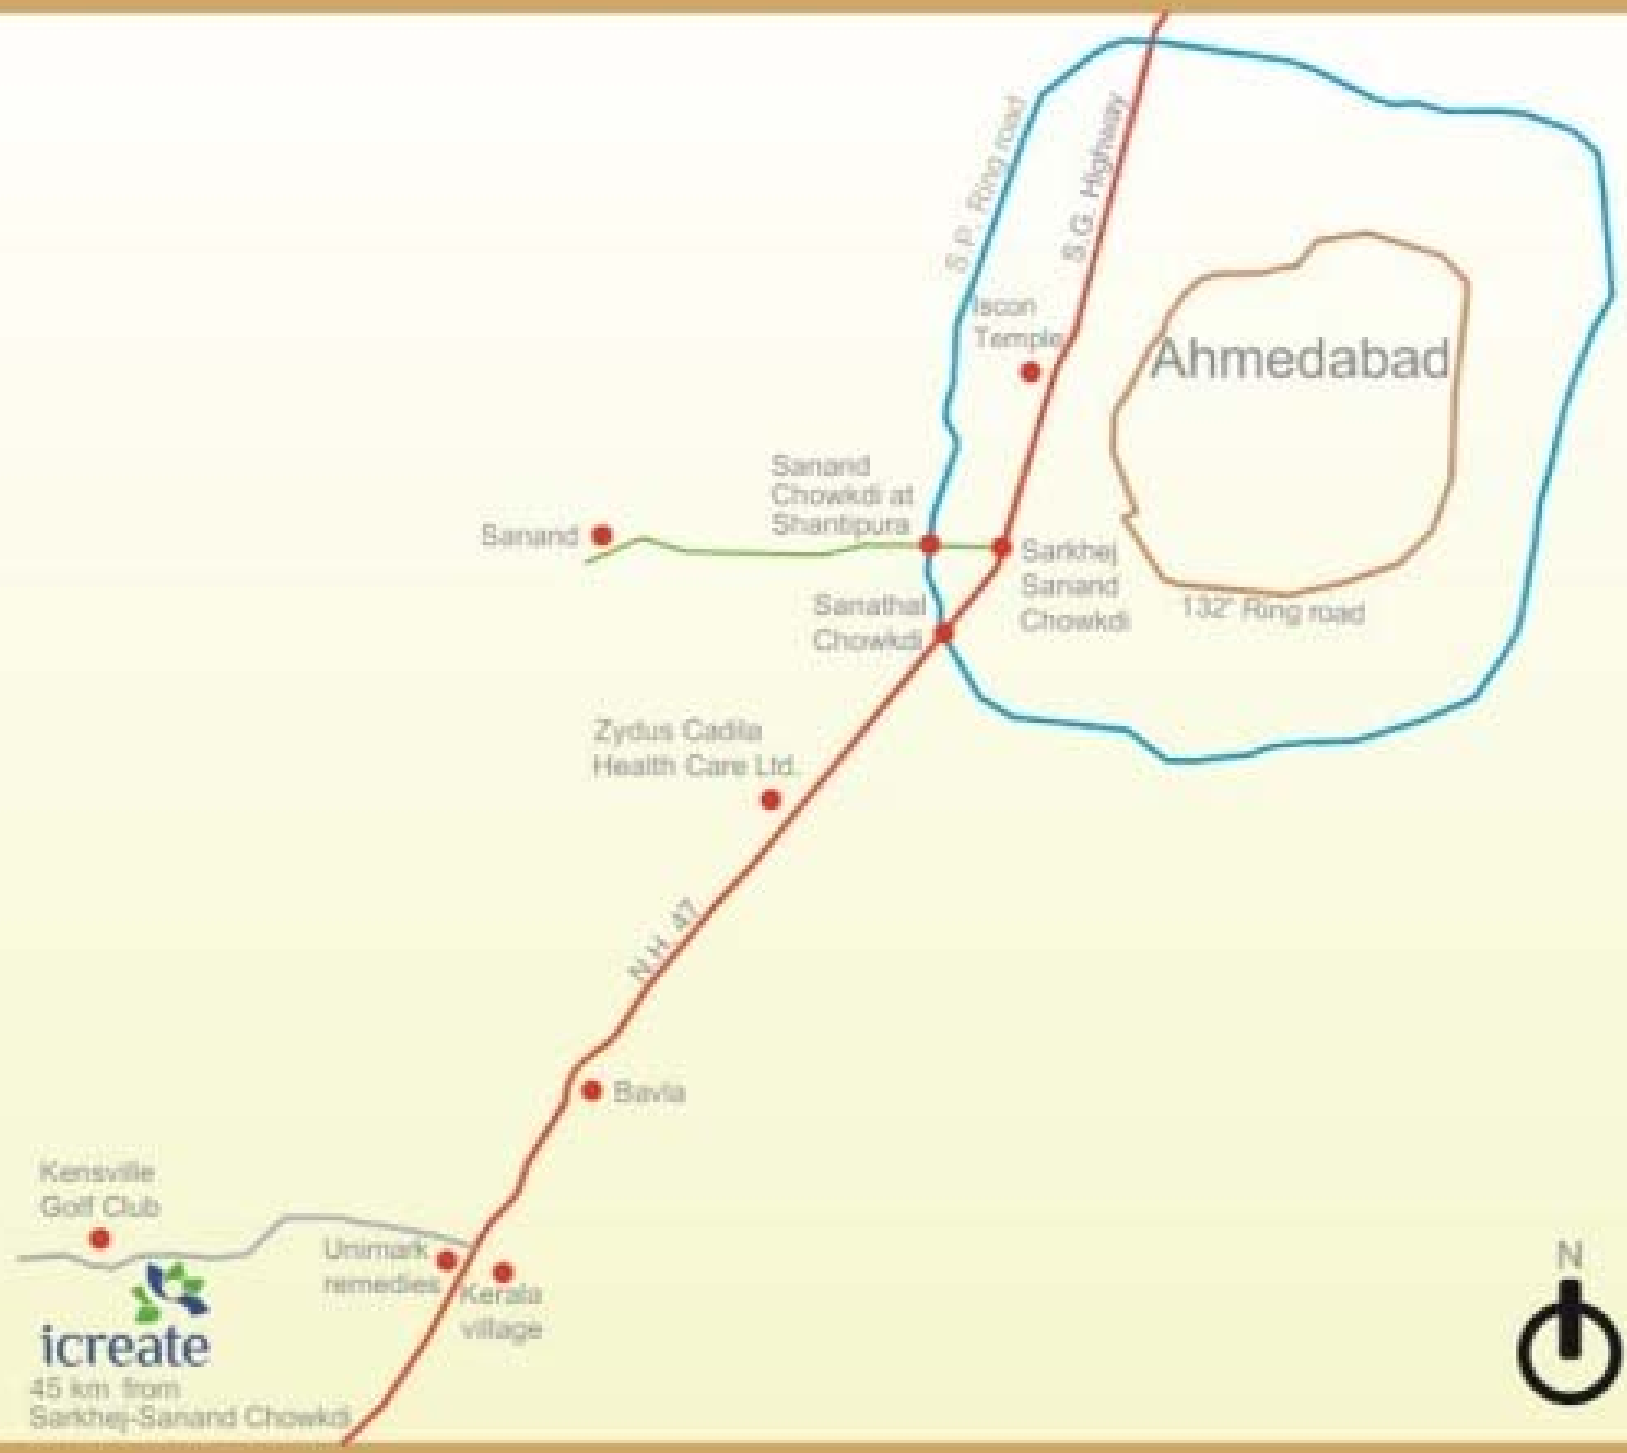 S.P. Ring road
S.G. Highway
Iscon
Temple
Ahmedabad
Sanand
Chowkdi at
Shantipura
Sanand
Sarkhej
Sanand
Chowkdi
132' Ring road
Sanathal
Chowkdi
Zydus Cadila
Health Care Ltd.
N.H. 47
Bavla
Kensville
Golf Club
Unimark
remedies
Kerala
village
icreate
45 km from
Sarkhej-Sanand Chowkdi
N